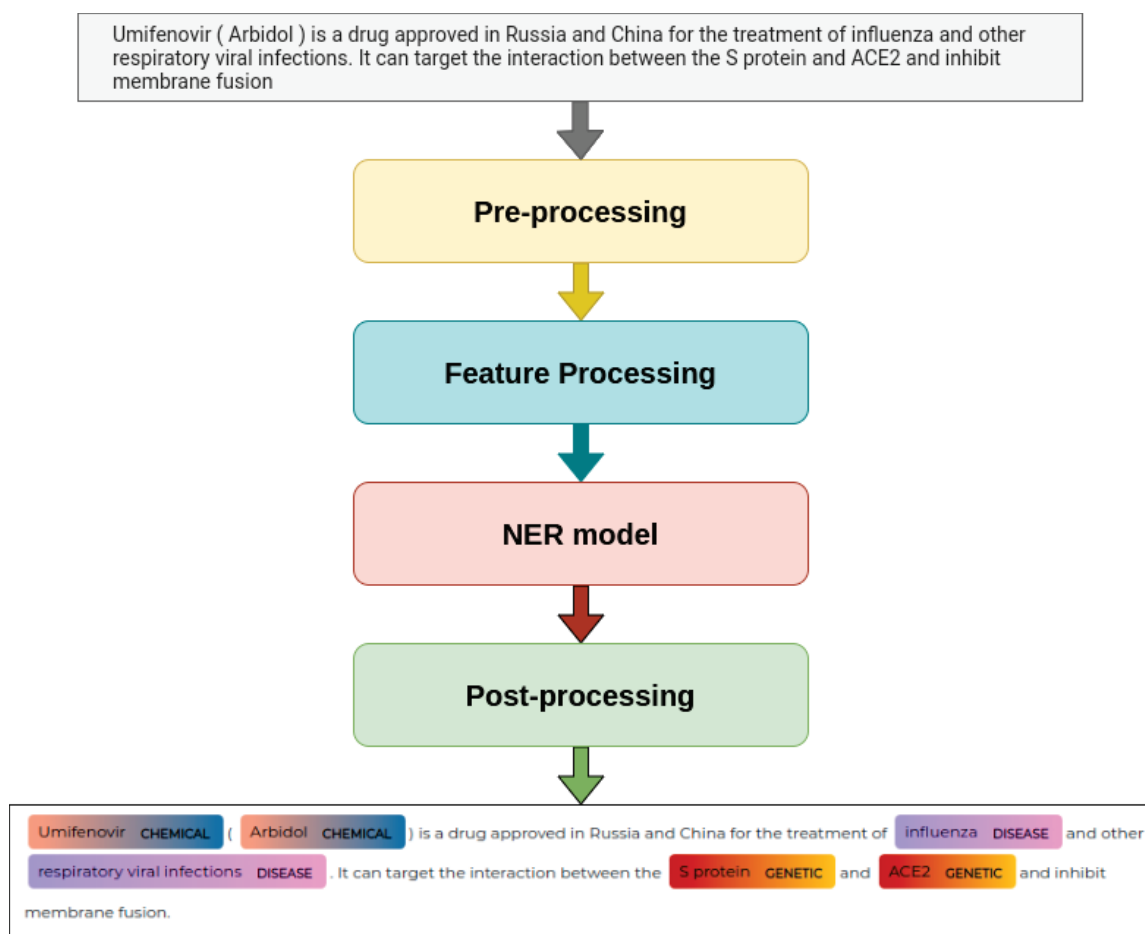 Umifenovir ( Arbidol ) is a drug approved in Russia and China for the treatment of influenza and other
respiratory viral infections. It can target the interaction between the S protein and ACE2 and inhibit
membrane fusion
Pre-processing
Feature Processing
NER model
Post-processing
Umifenovir CHEMICAL ( Arbidol CHEMICAL ) is a drug approved in Russia and China for the treatment of influenza DISEASE and other
respiratory viral infections DISEASE . It can target the interaction between the S protein GENETIC and ACE2 GENETIC and inhibit
membrane fusion.